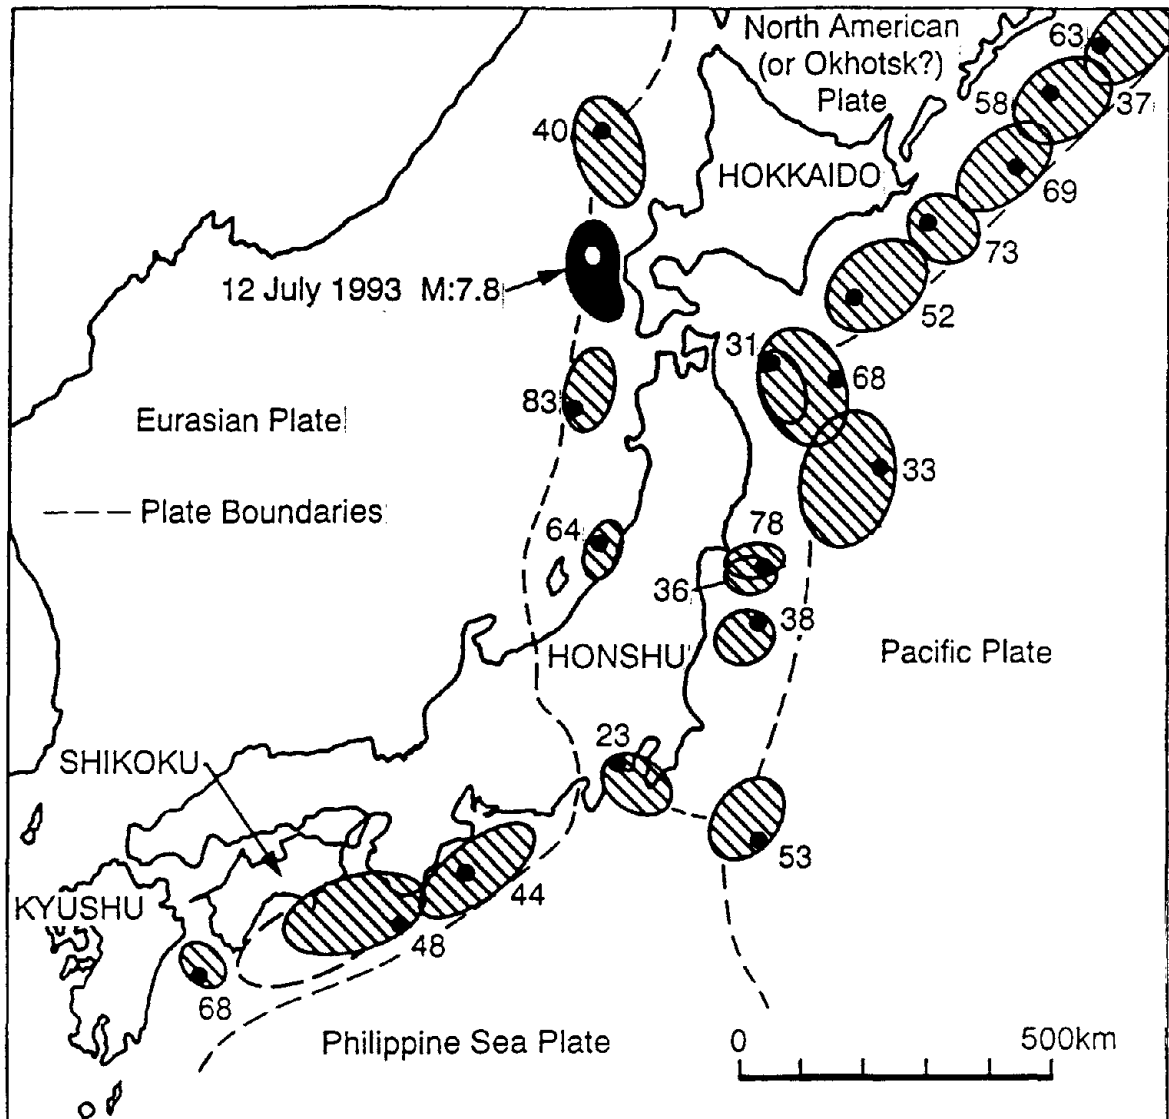 North American
(or Okhotsk?)
Plate
63
58
37
40
HOKKAIDO
69
73
12 July 1993 M:7.8
52
31
68
83
Eurasian Plate
33
Plate Boundaries
64
78
36
38
HONSHU
Pacific Plate
23
SHIKOKU
53
44
KYUSHU
48
68
Philippine Sea Plate
0
500km